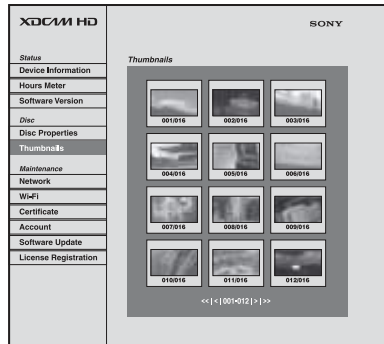 XDCAM HD
SONY
Status
Device Information
Hours Meter
Software Version
Disc
Disc Properties
Thumbnails
Maintenance
Network
Wi-Fi
Certificate
Account
Software Update
License Registration
Thumbnails
001/016 002/016 003/016
004/016 005/016 006/016
007/016 008/016 009/016
010/016 011/016 012/016
<< | < | 001-012 | > | >>